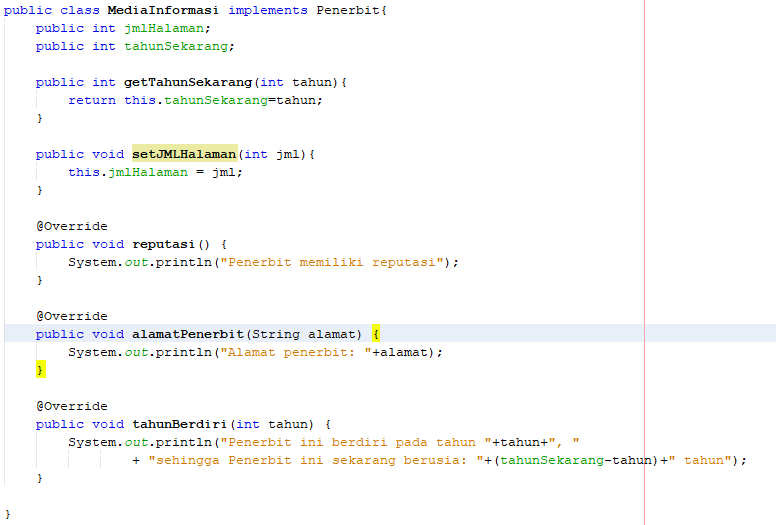 public class MediaInformasi implements Penerbit{
    public int jmlHalaman;
    public int tahunSekarang;
    public int getTahunSekarang(int tahun){
        return this.tahunSekarang=tahun;
    }
    public void setJMLHalaman(int jml){
        this.jmlHalaman = jml;
    }
    @Override
    public void reputasi() {
        System.out.println("Penerbit memiliki reputasi");
    }
    @Override
    public void alamatPenerbit(String alamat) {
        System.out.println("Alamat penerbit: "+alamat);
    }
    @Override
    public void tahunBerdiri(int tahun) {
        System.out.println("Penerbit ini berdiri pada tahun "+tahun+", "
                + "sehingga Penerbit ini sekarang berusia: "+(tahunSekarang-tahun)+" tahun");
    }
}